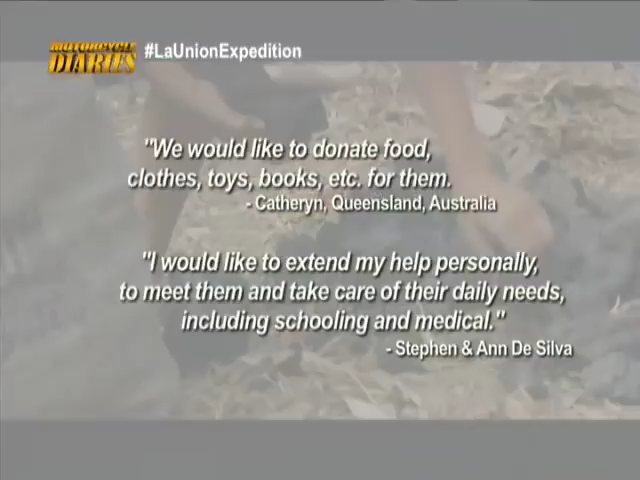 MOTORCYCLE
DIARIES
#LaUnionExpedition
"We would like to donate food,
clothes, toys, books, etc. for them.
- Catheryn, Queensland, Australia
"I would like to extend my help personally,
to meet them and take care of their daily needs,
including schooling and medical."
- Stephen & Ann De Silva